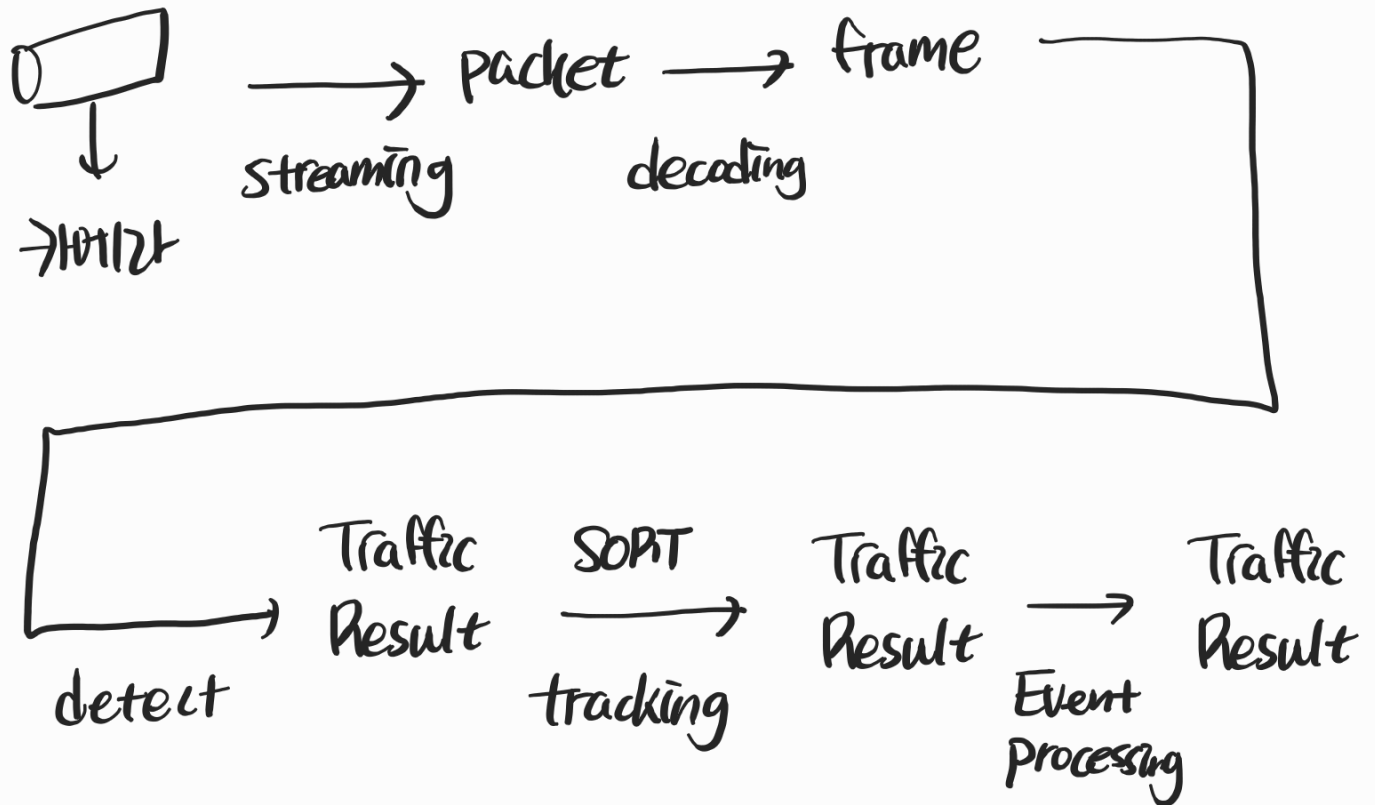 packet
frame
streaming
decoding
카메라
Traffic
Result
SORT
tracking
Traffic
Result
Traffic
Result
detect
Event
processing